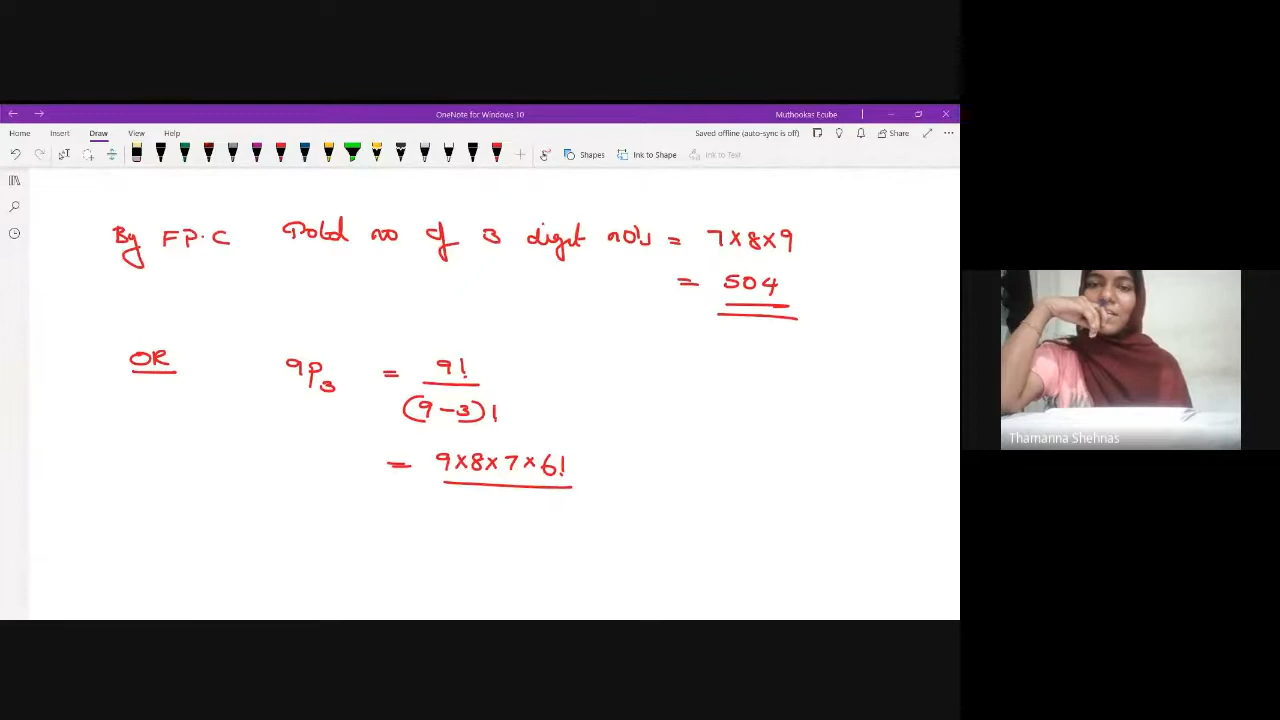 OneNote for Windows 10
Muthookas Ecube
Home Insert Draw View Help
Saved offline (auto-sync is off) Share
Shapes Ink to Shape Ink to Text
By F.P.C Total no of 3 digit no's = 7×8×9
= 504
OR 9P3 = 9!
(9-3)!
= 9×8×7×6!
Thamanna Shehnas